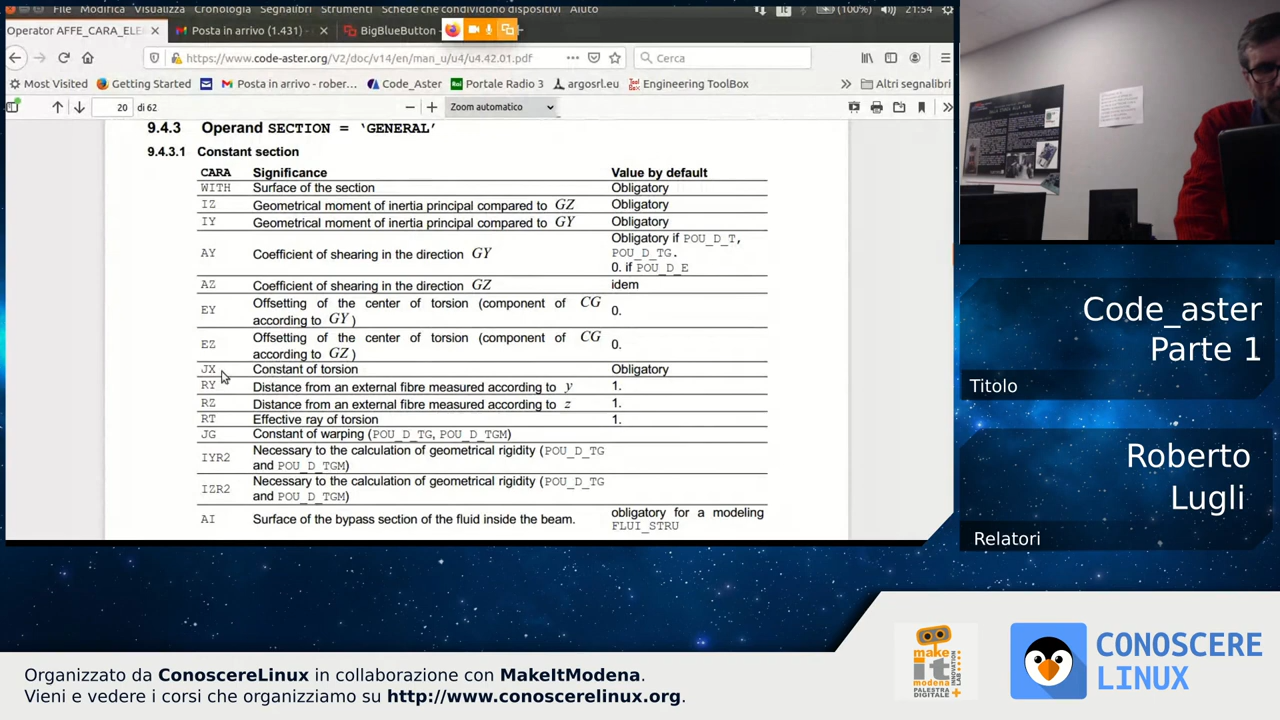 File Modifica Visualizza Cronologia Segnalibri Strumenti Schede che condividono dispositivi Aiuto
It (100%) 21:54
Operator AFFE_CARA_ELE
Posta in arrivo (1.431)
BigBlueButton
https://www.code-aster.org/V2/doc/v14/en/man_u/u4/u4.42.01.pdf
Cerca
Most Visited Getting Started Posta in arrivo - rober... Code_Aster Portale Radio 3 argosrl.eu Engineering ToolBox Altri segnalibri
20 di 62 Zoom automatico
9.4.3 Operand SECTION = 'GENERAL'
9.4.3.1 Constant section
CARA Significance Value by default
WITH Surface of the section Obligatory
IZ Geometrical moment of inertia principal compared to GZ Obligatory
IY Geometrical moment of inertia principal compared to GY Obligatory
AY Coefficient of shearing in the direction GY Obligatory if POU_D_T,
POU_D_TG.
0. if POU_D_E
AZ Coefficient of shearing in the direction GZ idem
EY Offsetting of the center of torsion (component of CG
according to GY) 0.
EZ Offsetting of the center of torsion (component of CG
according to GZ) 0.
JX Constant of torsion Obligatory
RY Distance from an external fibre measured according to y 1.
RZ Distance from an external fibre measured according to z 1.
RT Effective ray of torsion 1.
JG Constant of warping (POU_D_TG, POU_D_TGM)
IYR2 Necessary to the calculation of geometrical rigidity (POU_D_TG
and POU_D_TGM)
IZR2 Necessary to the calculation of geometrical rigidity (POU_D_TG
and POU_D_TGM)
AI Surface of the bypass section of the fluid inside the beam. obligatory for a modeling
FLUI_STRU
Code_aster
Parte 1
Titolo
Roberto
Lugli
Relatori
Organizzato da ConoscereLinux in collaborazione con MakeItModena.
Vieni e vedere i corsi che organizziamo su http://www.conoscerelinux.org.
make
it
modena
PALESTRA
DIGITALE
INNOVATION
LAB
CONOSCERE
LINUX